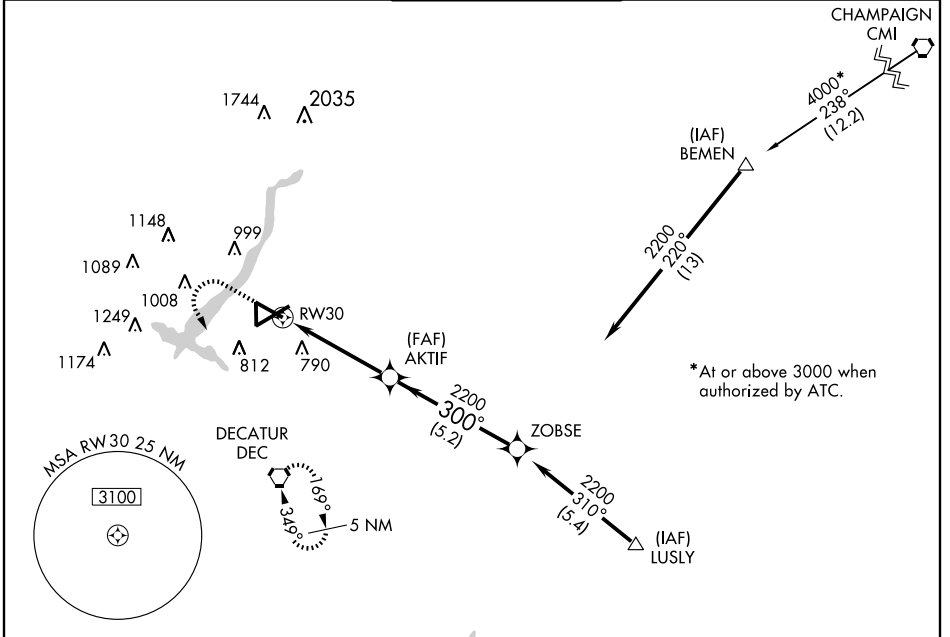 CHAMPAIGN
CMI
4000*
238°
(12.2)
1744
2035
(IAF)
BEMEN
2200
220°
(13)
1148
999
1089
1008
1249
1174
RW30
812
790
(FAF)
AKTIF
*At or above 3000 when
authorized by ATC.
2200
300°
(5.2)
ZOBSE
2200
310°
(5.4)
(IAF)
LUSLY
MSA RW30 25 NM
3100
DECATUR
DEC
169°
349°
5 NM